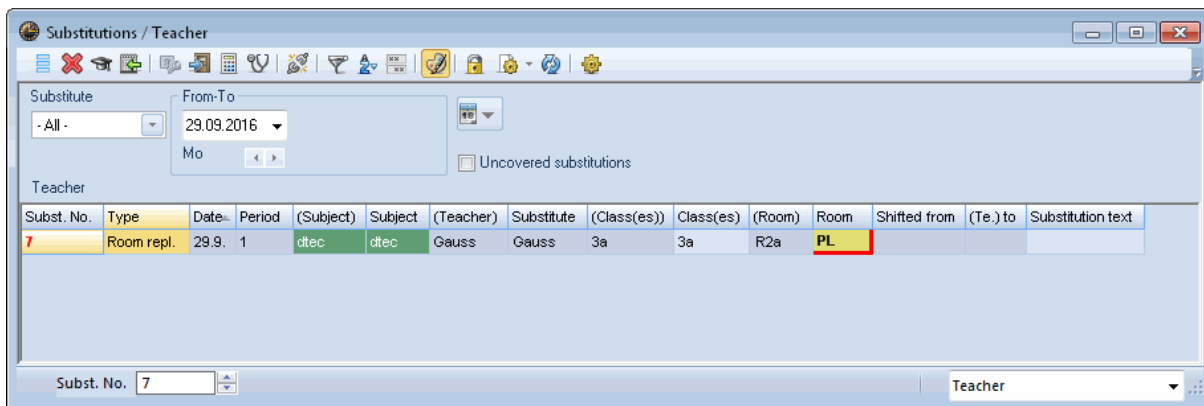 Substitutions / Teacher
Substitute From-To
- All - 29.09.2016
Mo
Uncovered substitutions
Teacher
Subst. No. Type Date Period (Subject) Subject (Teacher) Substitute (Class(es)) Class(es) (Room) Room Shifted from (Te.) to Substitution text
7 Room repl. 29.9. 1 dtec dtec Gauss Gauss 3a 3a R2a PL
Subst. No. 7 Teacher